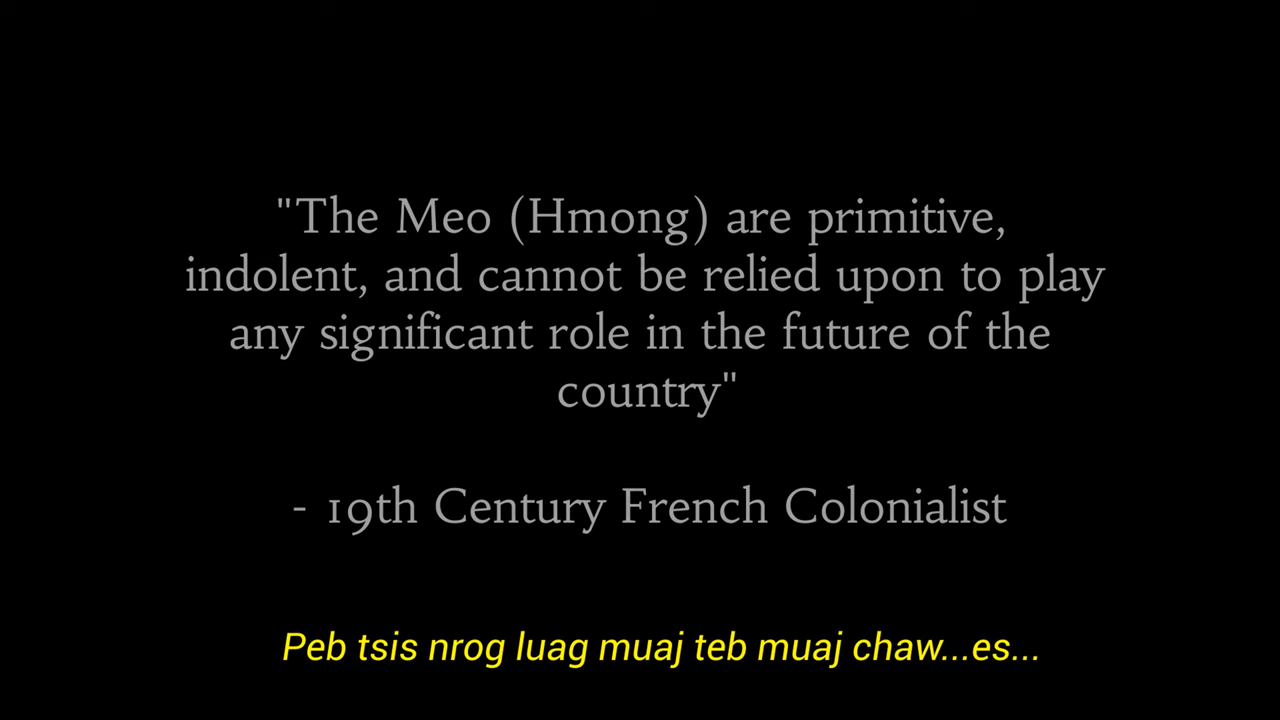 "The Meo (Hmong) are primitive,
indolent, and cannot be relied upon to play
any significant role in the future of the
country"
- 19th Century French Colonialist
Peb tsis nrog luag muaj teb muaj chaw...es...